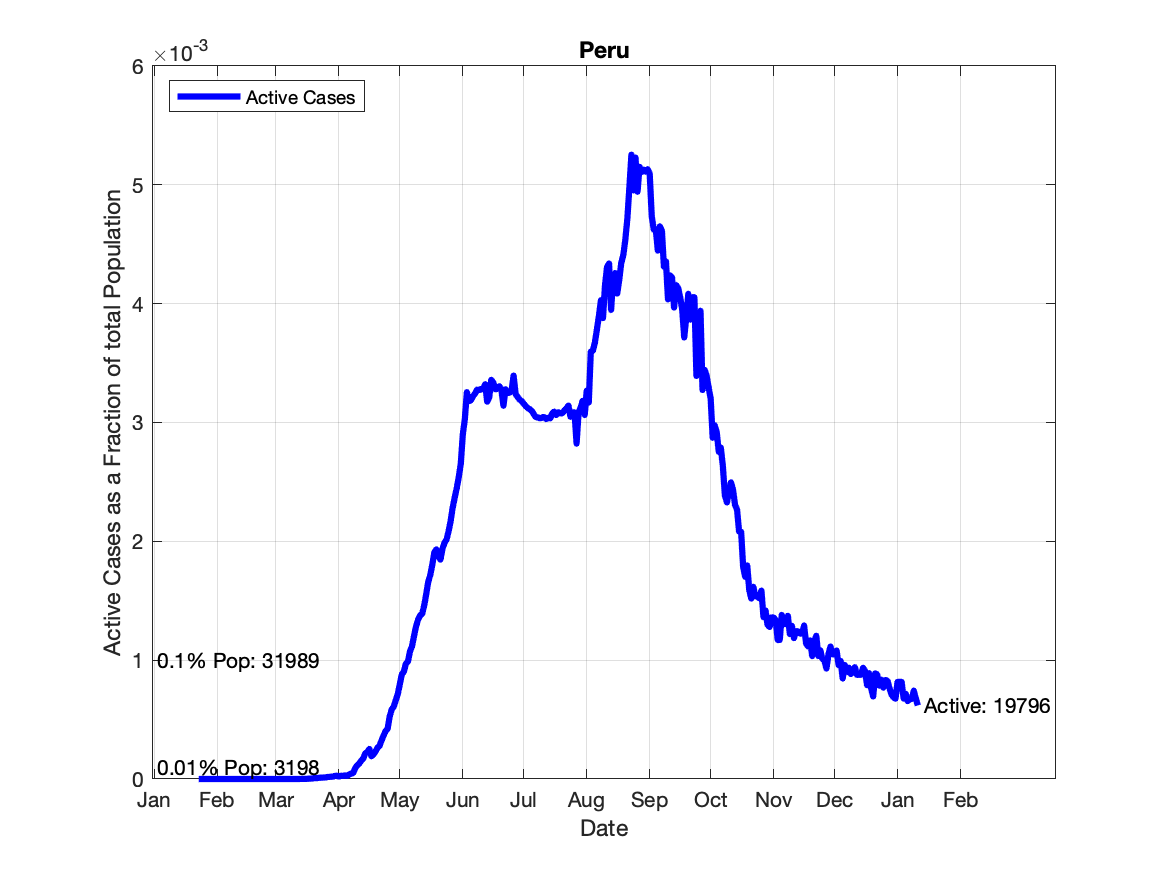 Peru
×10-3
6
5
4
3
2
1
0
Active Cases as a Fraction of total Population
Active Cases
0.1% Pop: 31989
0.01% Pop: 3198
Active: 19796
Jan Feb Mar Apr May Jun Jul Aug Sep Oct Nov Dec Jan Feb
Date